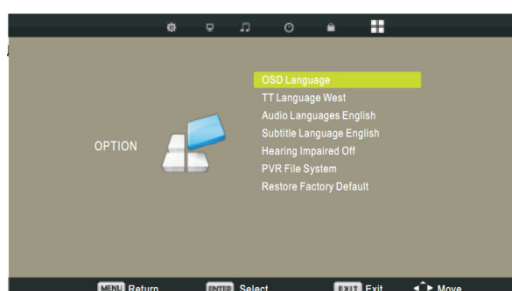 OSD Language
TT Language West
Audio Languages English
Subtitle Language English
OPTION
Hearing Impaired Off
PVR File System
Restore Factory Default
MENU Return ENTER Select EXIT Exit Move